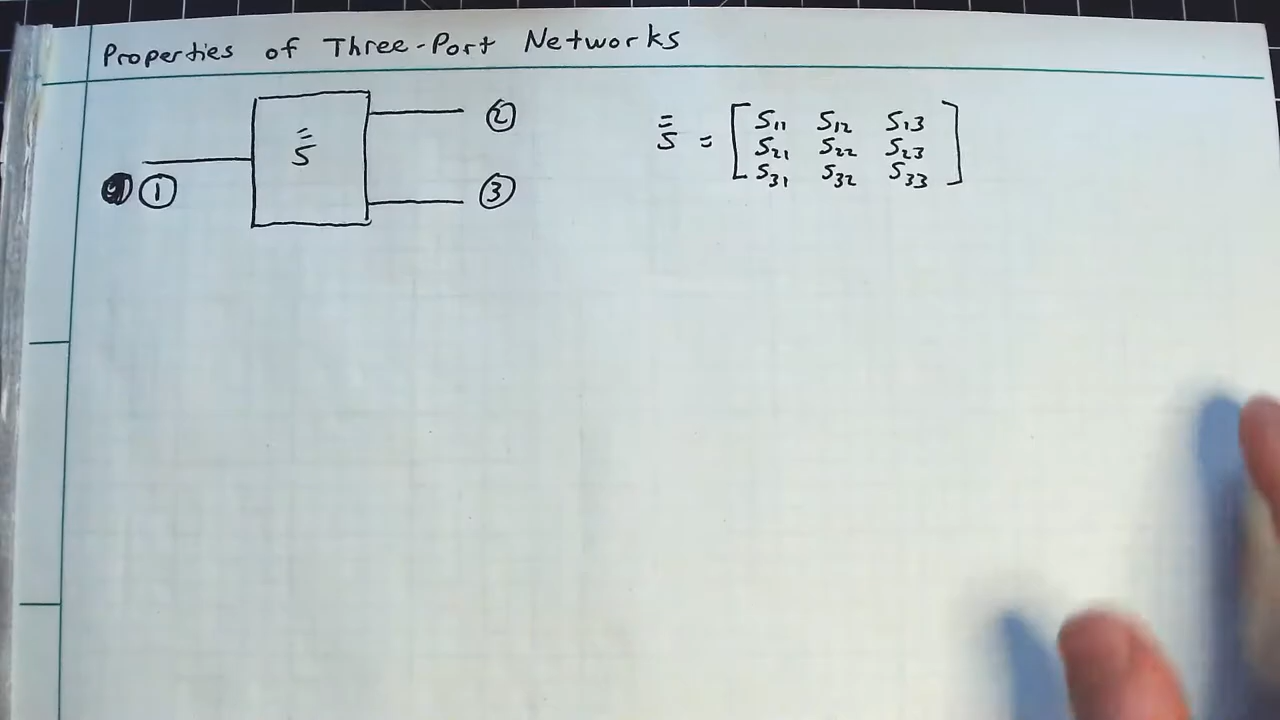 Properties of Three-Port Networks
②
S̿
①
③
S̿ = [ S₁₁ S₁₂ S₁₃
S₂₁ S₂₂ S₂₃
S₃₁ S₃₂ S₃₃ ]